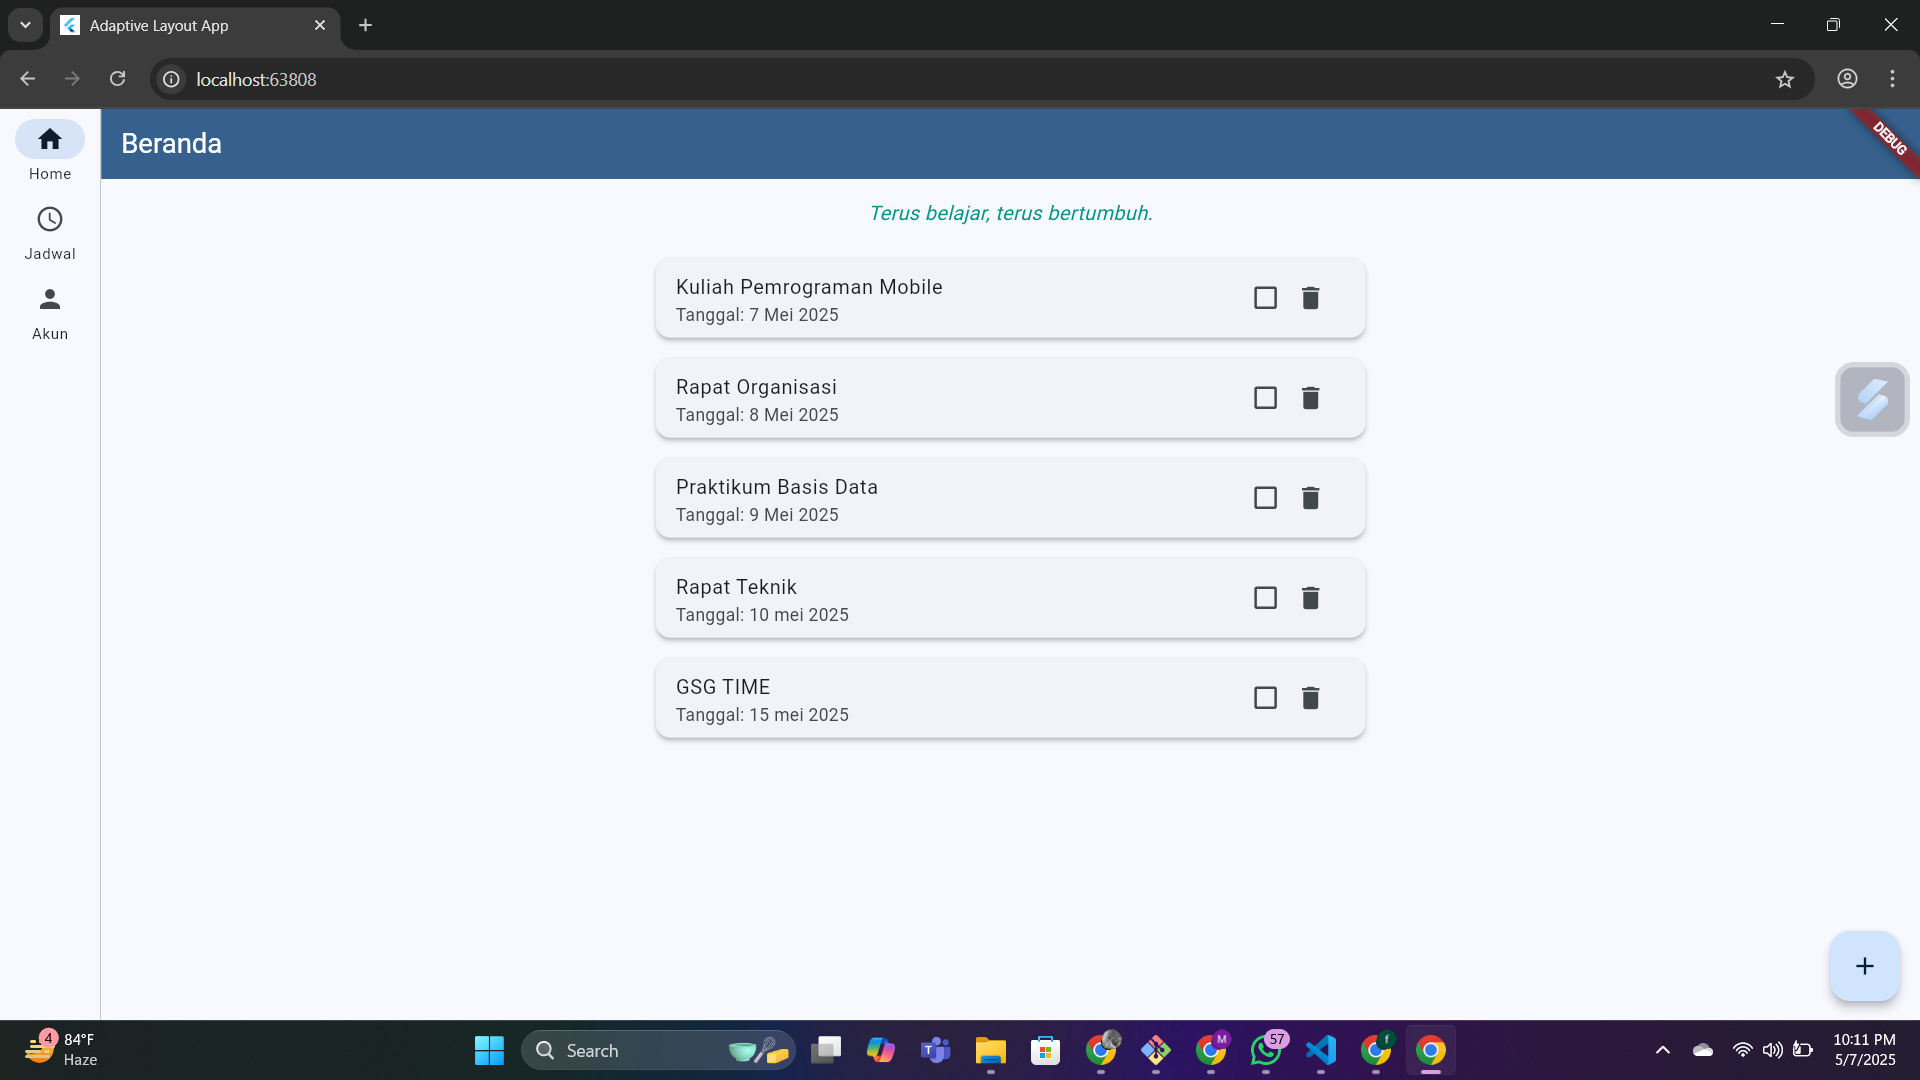 Adaptive Layout App
localhost:63808
Home
Jadwal
Akun
Beranda
DEBUG
Terus belajar, terus bertumbuh.
Kuliah Pemrograman Mobile
Tanggal: 7 Mei 2025
Rapat Organisasi
Tanggal: 8 Mei 2025
Praktikum Basis Data
Tanggal: 9 Mei 2025
Rapat Teknik
Tanggal: 10 mei 2025
GSG TIME
Tanggal: 15 mei 2025
4
84°F
Haze
Search
T
M
57
f
10:11 PM
5/7/2025